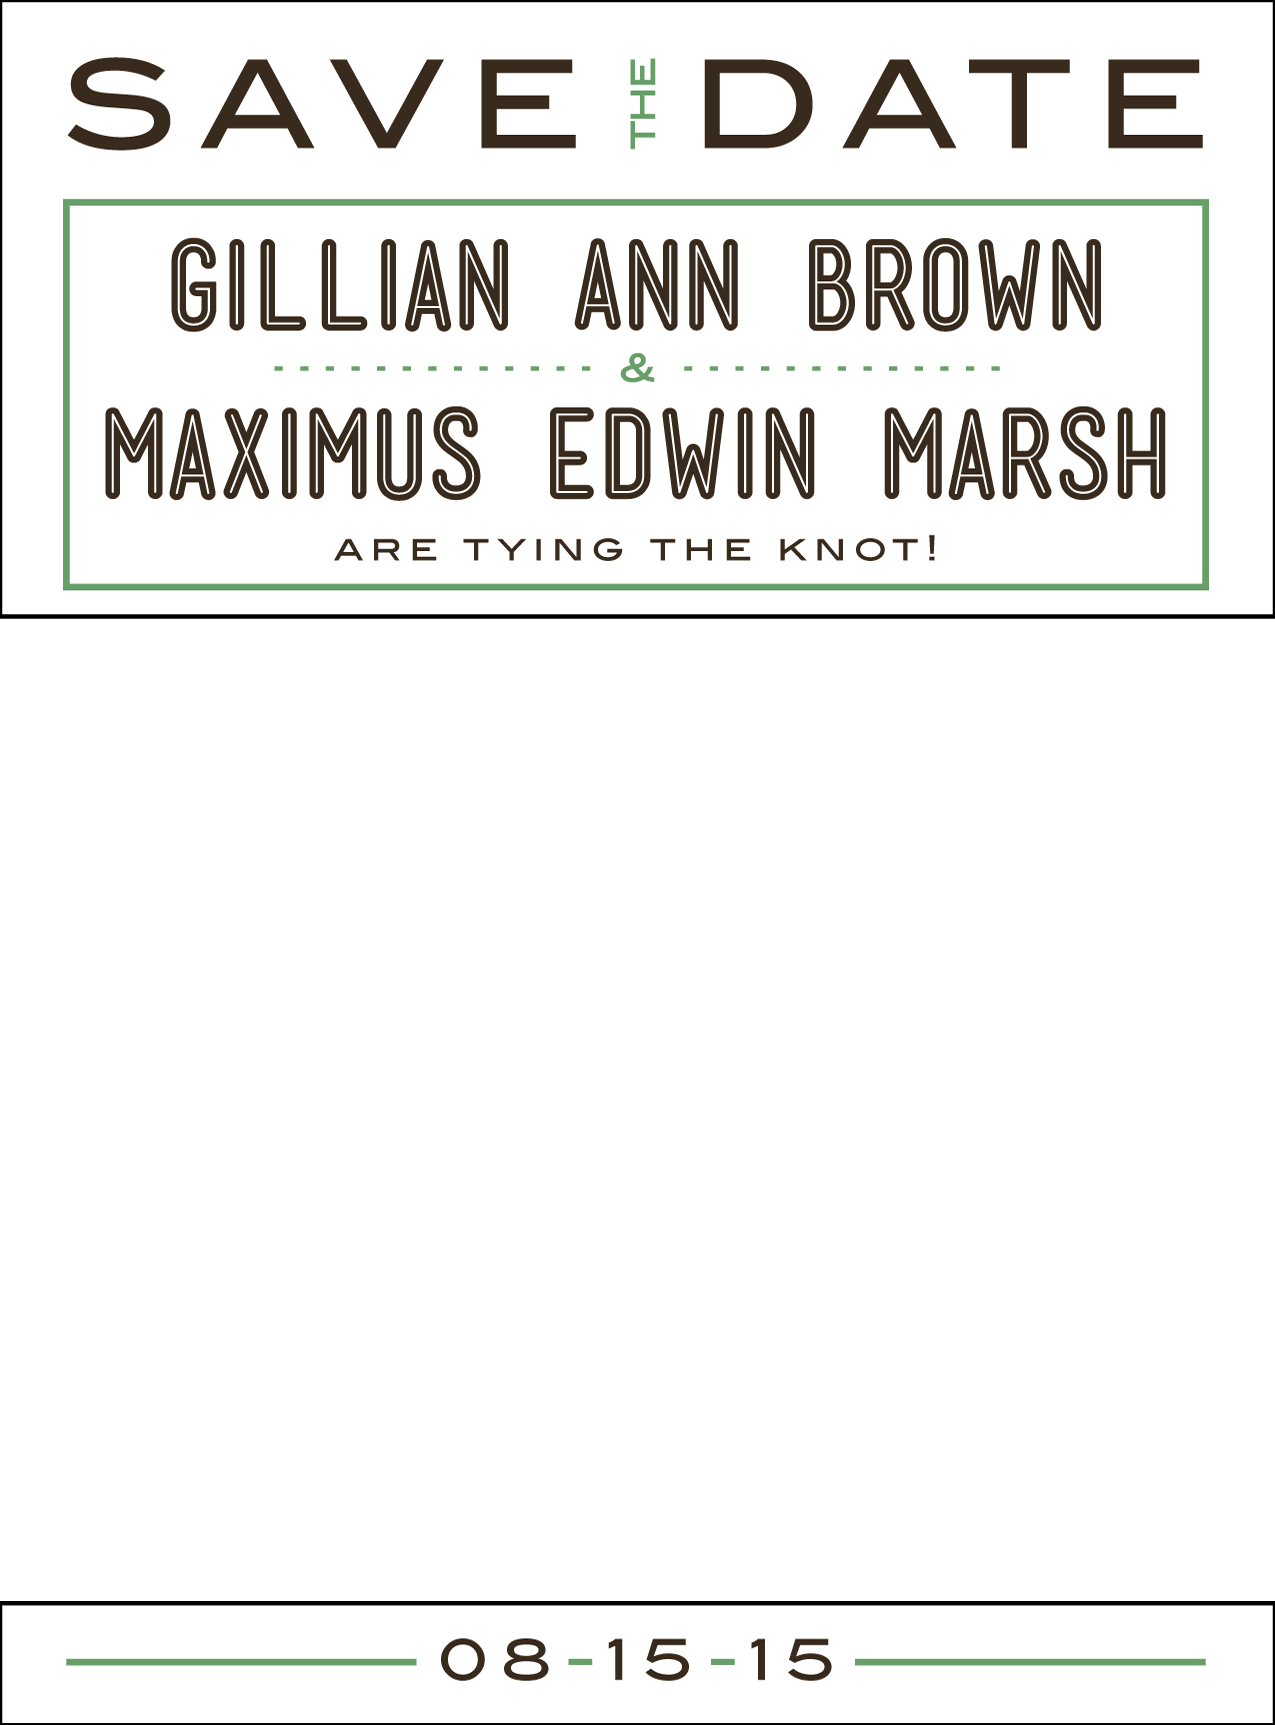 SAVE THE DATE
GILLIAN ANN BROWN
&
MAXIMUS EDWIN MARSH
ARE TYING THE KNOT!
08-15-15